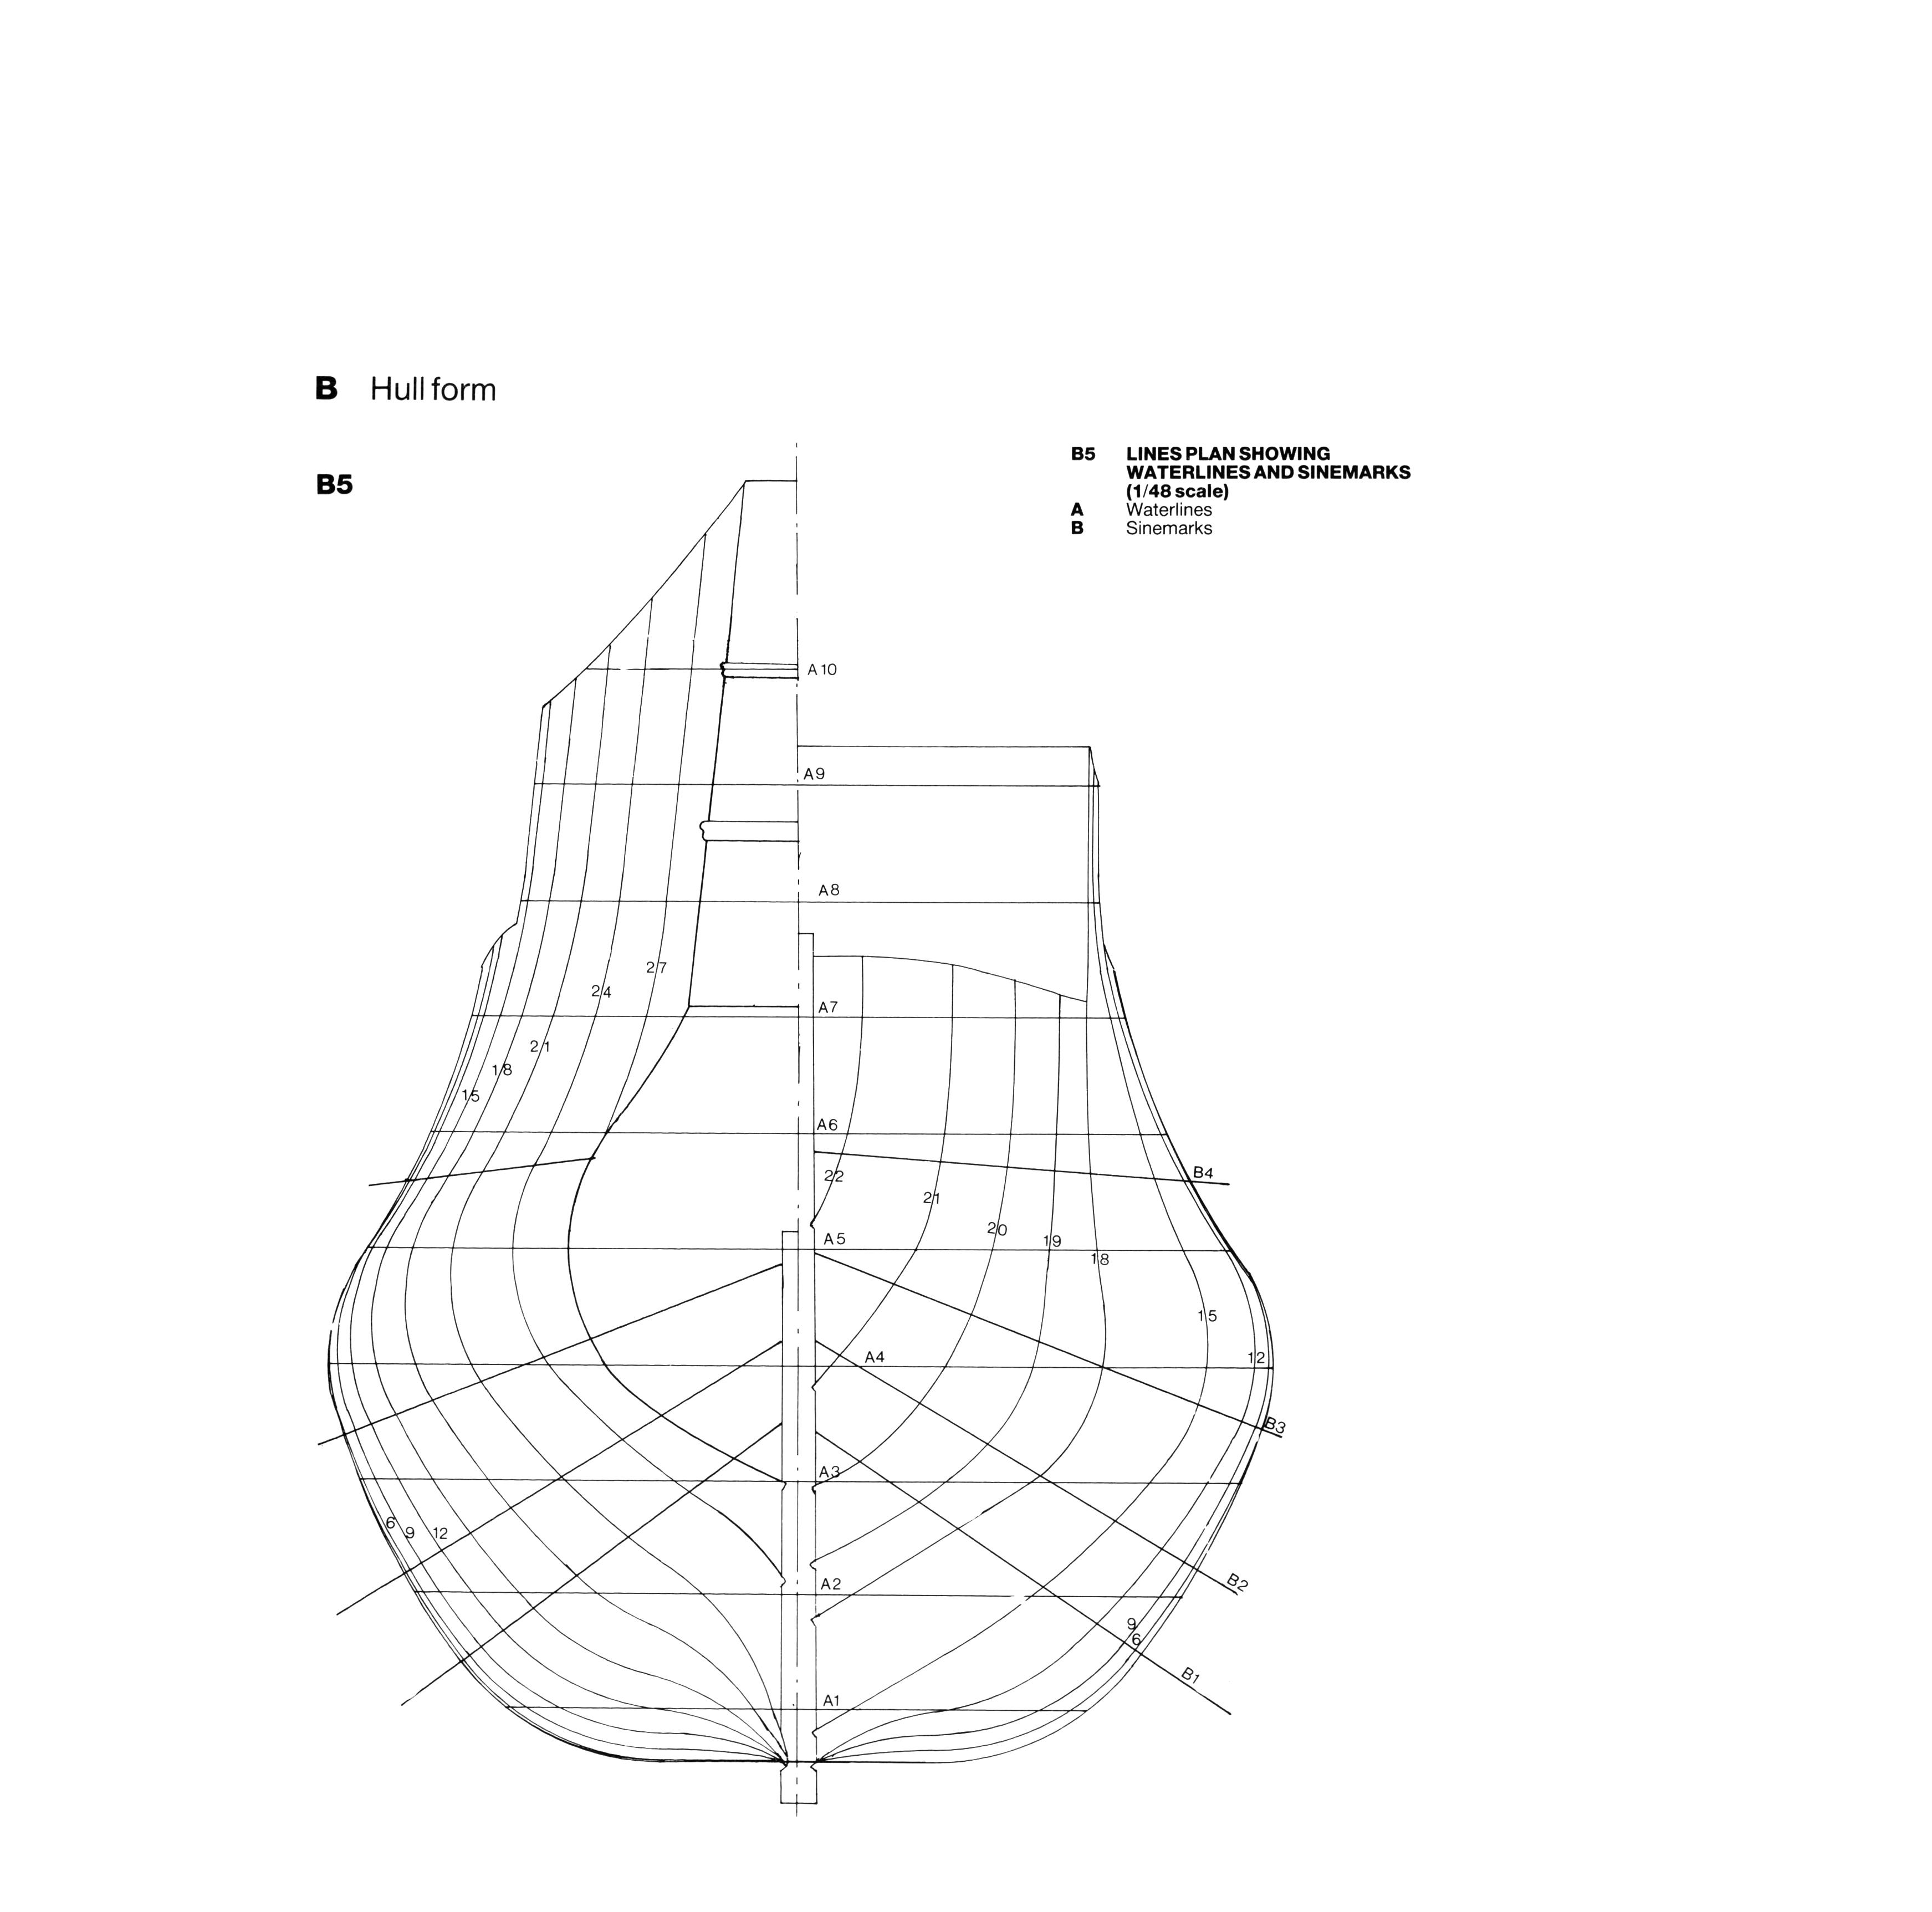 B Hull form
B5 LINES PLAN SHOWING
WATERLINES AND SINEMARKS
(1/48 scale)
A Waterlines
B Sinemarks
B5
A10
A9
A8
27
24
A7
21
18
15
A6
B4
22
21
20
A5
19
18
15
A4
12
B3
A3
6
9
12
A2
B2
9
6
B1
A1